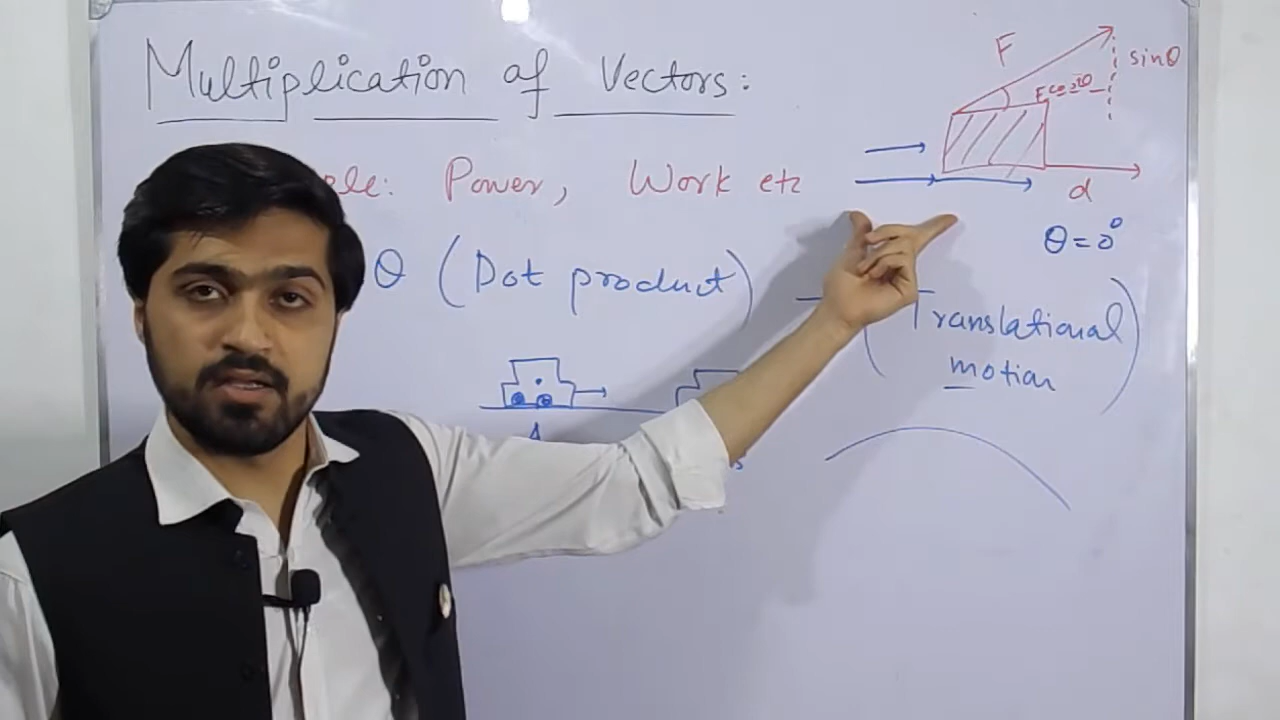 Multiplication of Vectors:
F
sinθ
Fcosθ
Power, Work etc
d
θ = 0°
θ (Dot product)
(Translational
motion)
A